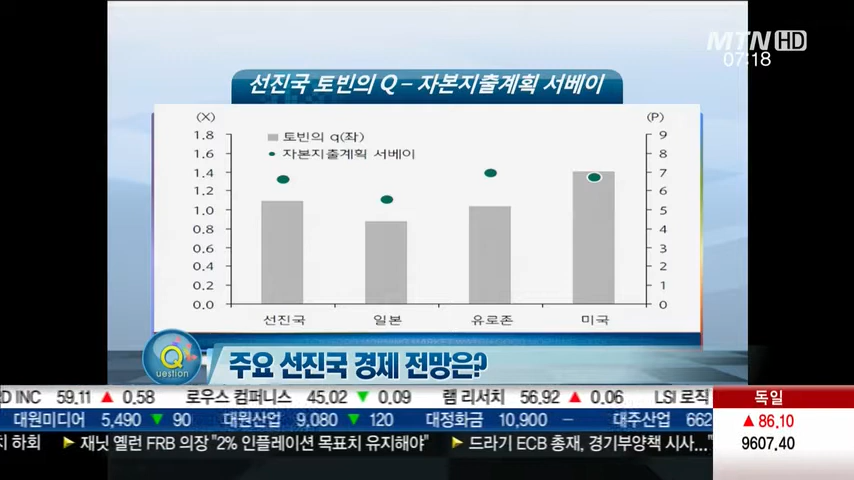 MTN HD
07:18
선진국 토빈의 Q – 자본지출계획 서베이
(X) (P)
토빈의 q(좌)
자본지출계획 서베이
1.8 9
1.6 8
1.4 7
1.2 6
1.0 5
0.8 4
0.6 3
0.4 2
0.2 1
0.0 0
선진국 일본 유로존 미국
Question
주요 선진국 경제 전망은?
RD INC 59.11 ▲ 0.58 로우스 컴퍼니스 45.02 ▼ 0.09 램 리서치 56.92 ▲ 0.06 LSI 로직
대원미디어 5,490 ▼ 90 대원산업 9,080 ▼ 120 대정화금 10,900 – 대주산업 662
하회 ▶ 재닛 옐런 FRB 의장 "2% 인플레이션 목표치 유지해야" ▶ 드라기 ECB 총재, 경기부양책 시사..."
독일
▲ 86.10
9607.40